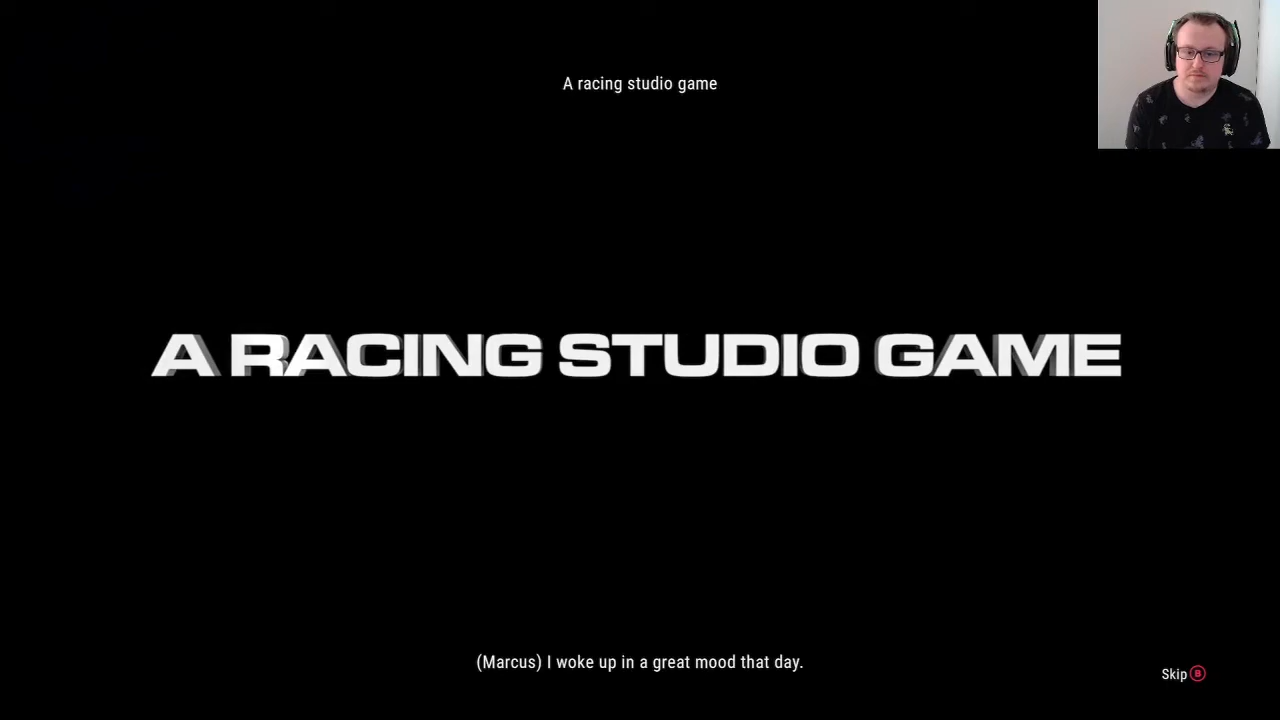 A racing studio game
A RACING STUDIO GAME
(Marcus) I woke up in a great mood that day.
Skip B